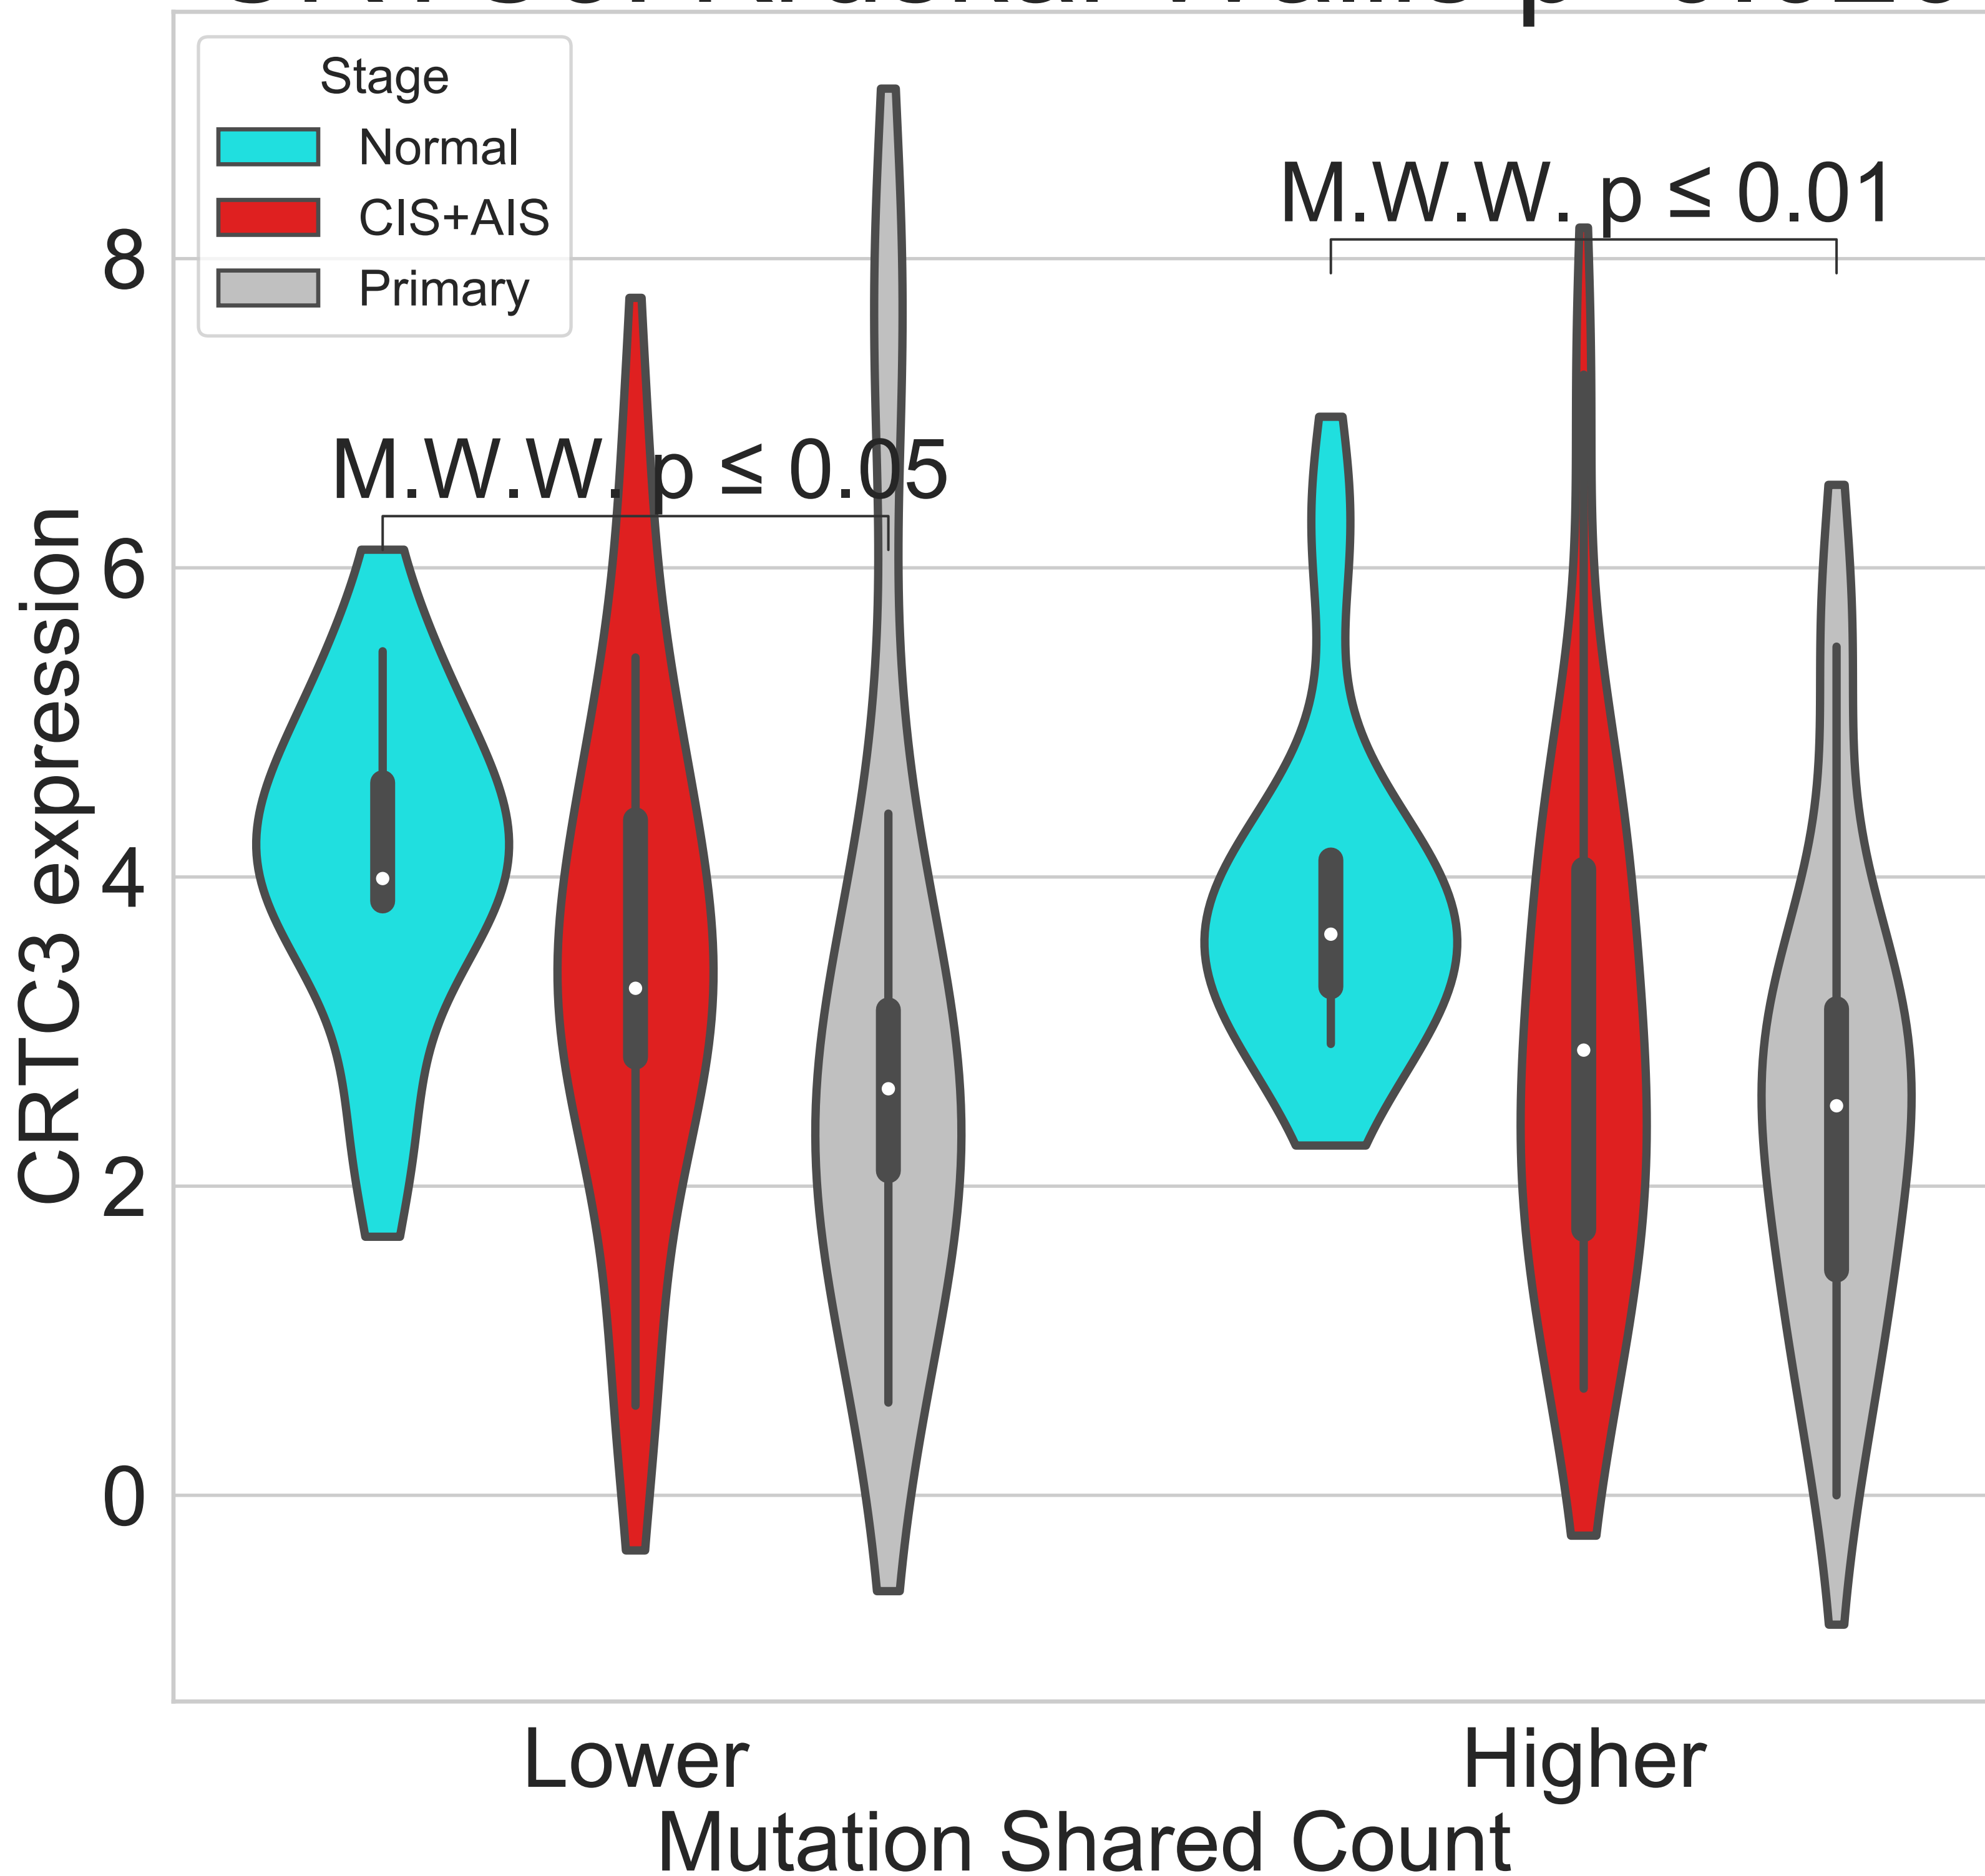 Stage
Normal
CIS+AIS
Primary
M.W.W. p ≤ 0.01
M.W.W. p ≤ 0.05
8
6
4
2
0
CRTC3 expression
Lower
Higher
Mutation Shared Count